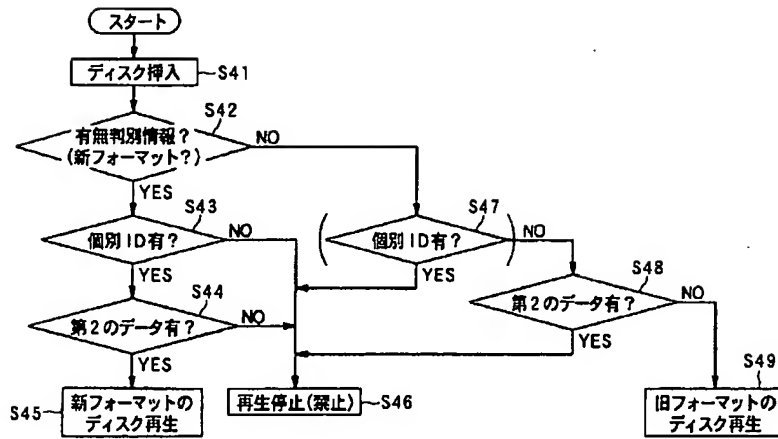 スタート
ディスク挿入
S41
S42
有無判別情報?
(新フォーマット?)
NO
YES
S43
個別ID有?
NO
YES
S47
(個別ID有?)
NO
YES
S44
第2のデータ有?
NO
YES
S48
第2のデータ有?
NO
YES
S45
新フォーマットの
ディスク再生
再生停止(禁止)
S46
S49
旧フォーマットの
ディスク再生